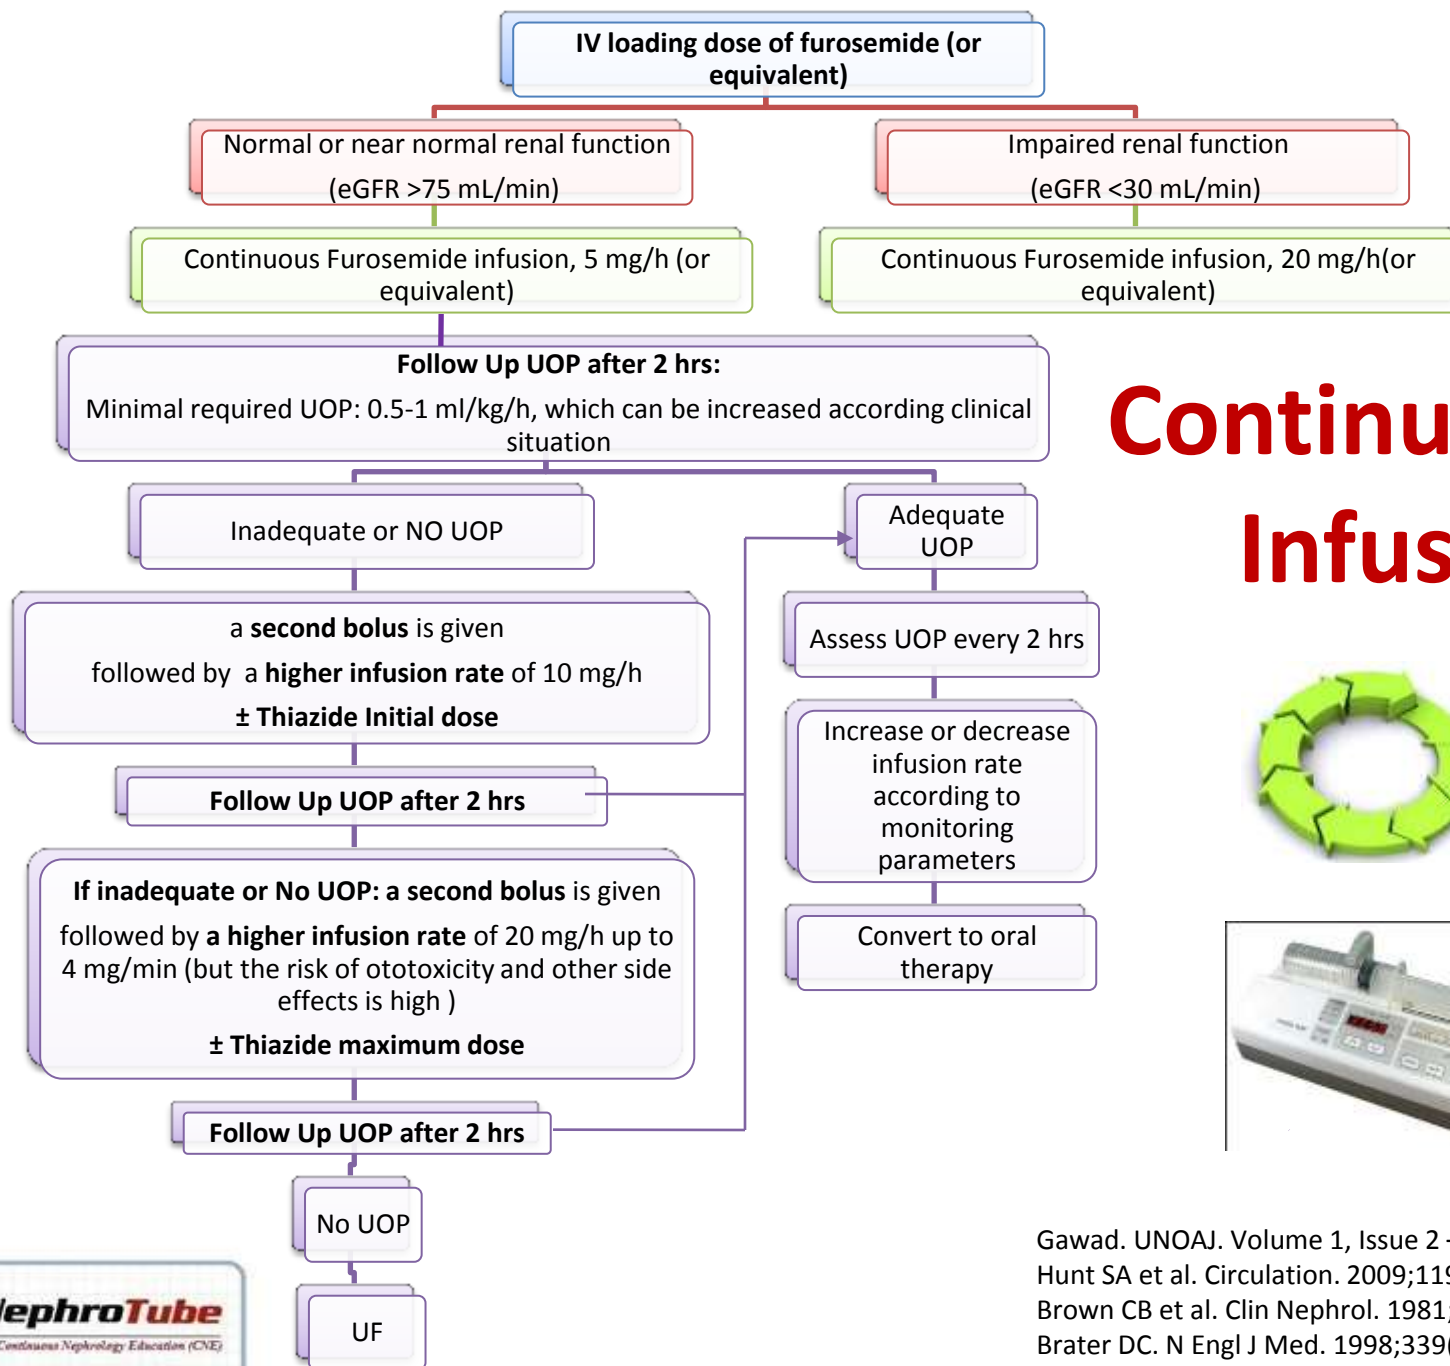 IV loading dose of furosemide (or
equivalent)
Normal or near normal renal function
(eGFR >75 mL/min)
Impaired renal function
(eGFR <30 mL/min)
Continuous Furosemide infusion, 5 mg/h (or
equivalent)
Continuous Furosemide infusion, 20 mg/h(or
equivalent)
Follow Up UOP after 2 hrs:
Minimal required UOP: 0.5-1 ml/kg/h, which can be increased according clinical
situation
Continu
Infus
Inadequate or NO UOP
Adequate
UOP
a second bolus is given
followed by a higher infusion rate of 10 mg/h
± Thiazide Initial dose
Assess UOP every 2 hrs
Increase or decrease
infusion rate
according to
monitoring
parameters
Follow Up UOP after 2 hrs
If inadequate or No UOP: a second bolus is given
followed by a higher infusion rate of 20 mg/h up to
4 mg/min (but the risk of ototoxicity and other side
effects is high )
± Thiazide maximum dose
Convert to oral
therapy
Follow Up UOP after 2 hrs
No UOP
UF
Gawad. UNOAJ. Volume 1, Issue 2 -
Hunt SA et al. Circulation. 2009;119
Brown CB et al. Clin Nephrol. 1981;
Brater DC. N Engl J Med. 1998;339(
NephroTube
Continuous Nephrology Education (CNE)